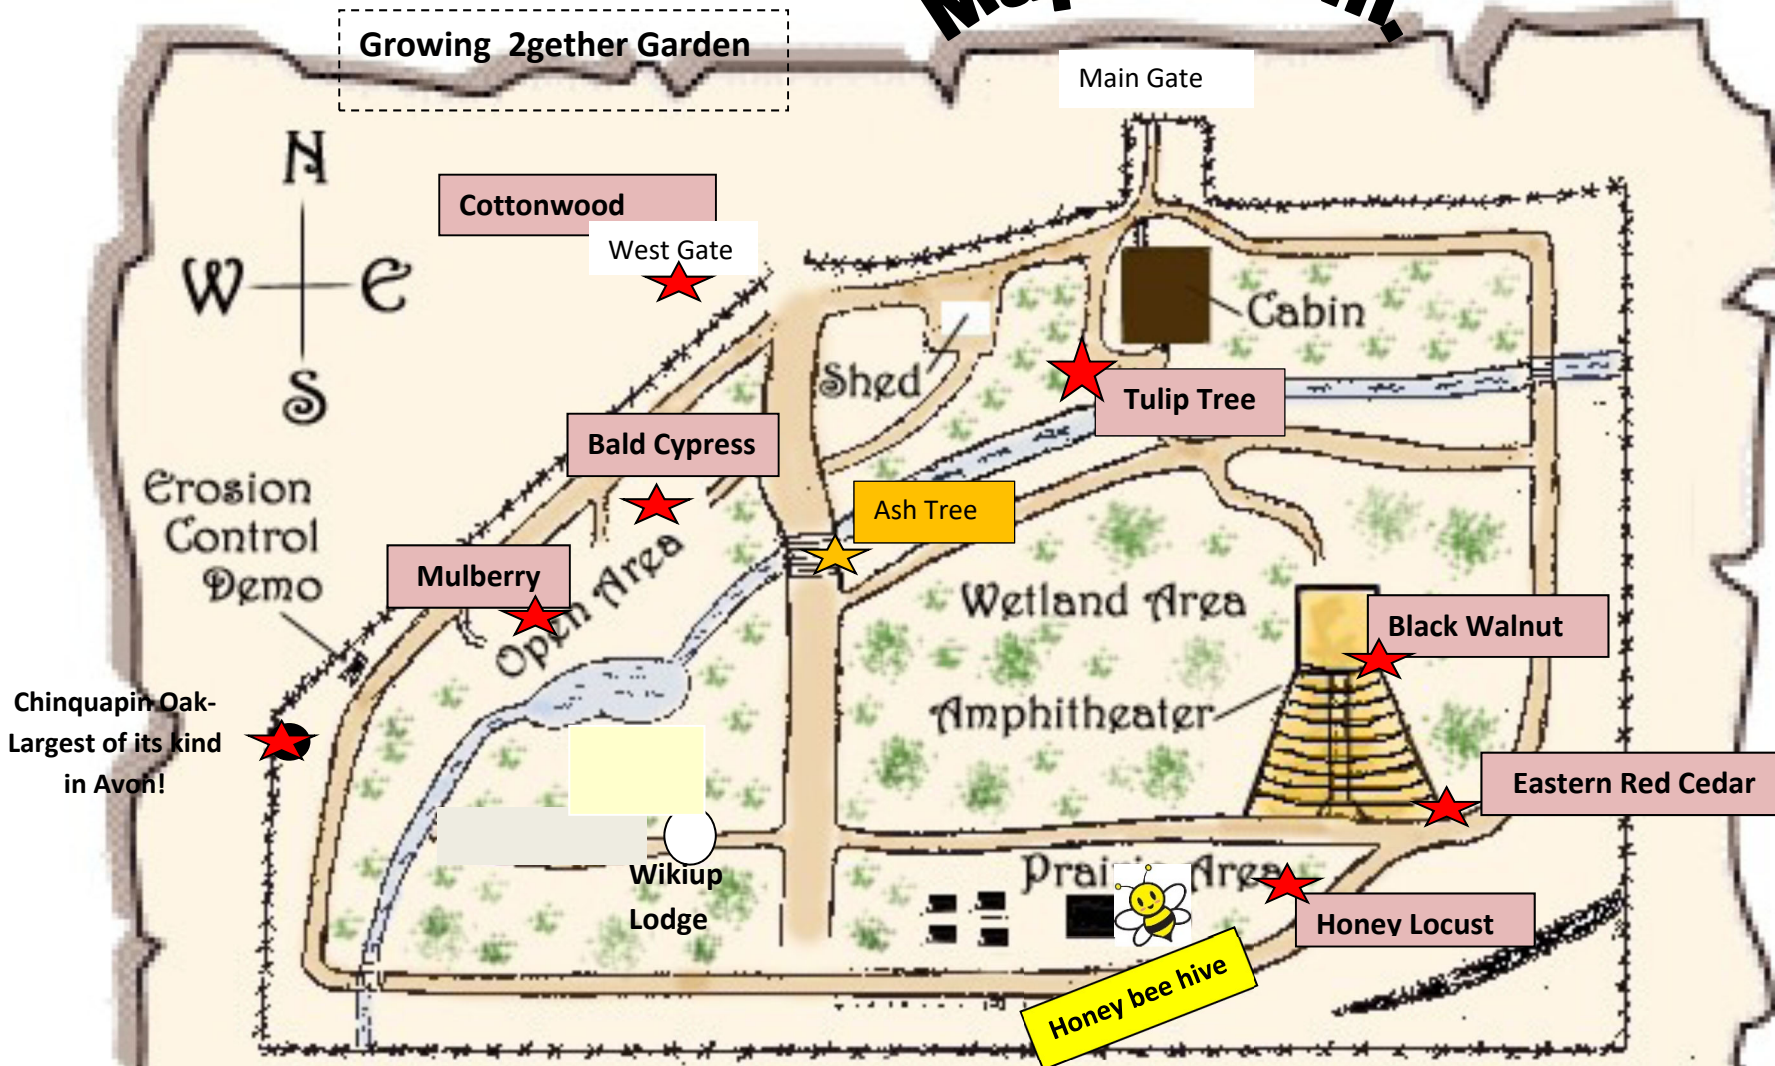 Growing 2gether Garden
Main Gate
N
Cottonwood
West Gate
W E
Cabin
S
Shed
Tulip Tree
Bald Cypress
Erosion
Control
Demo
Ash Tree
Mulberry
Open Area
Wetland Area
Black Walnut
Chinquapin Oak-
Largest of its kind
in Avon!
Amphitheater
Eastern Red Cedar
Wikiup
Lodge
Prairie Area
Honey Locust
Honey bee hive